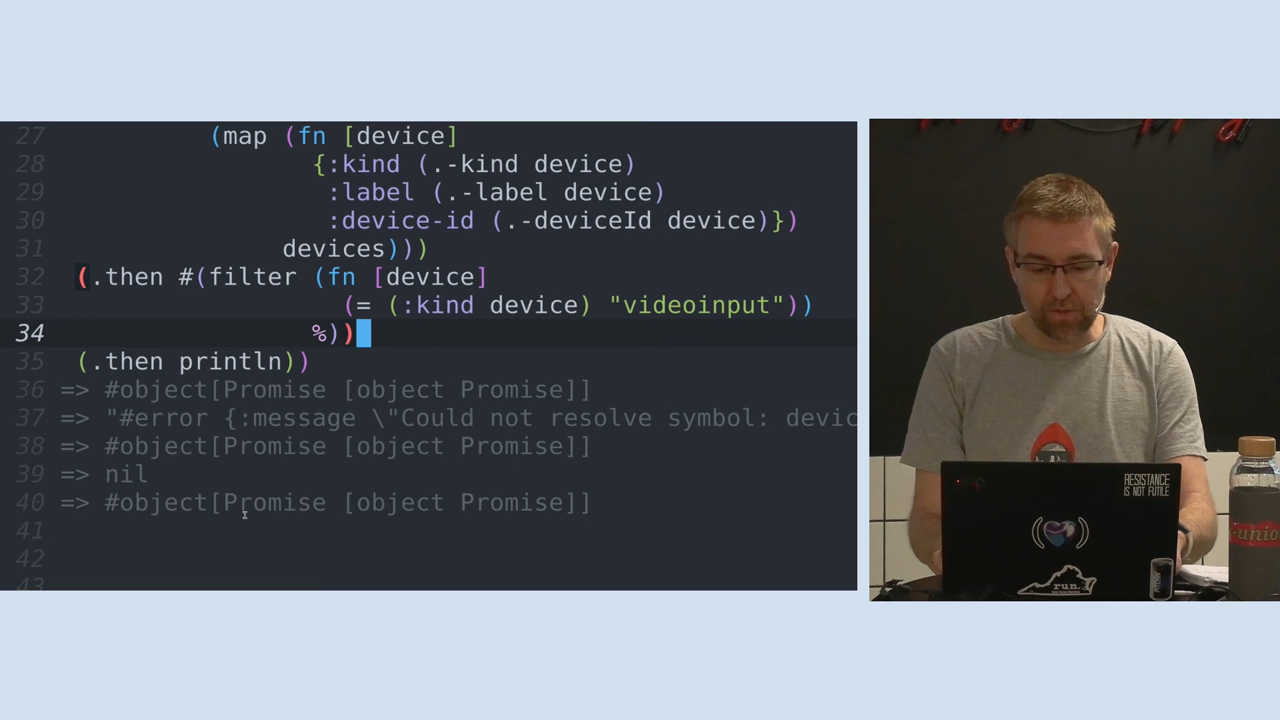 27 (map (fn [device]
28 {:kind (.-kind device)
29 :label (.-label device)
30 :device-id (.-deviceId device)})
31 devices)))
32 (.then #(filter (fn [device]
33 (= (:kind device) "videoinput"))
34 %))
35 (.then println))
36 => #object[Promise [object Promise]]
37 => "#error {:message \"Could not resolve symbol: devic
38 => #object[Promise [object Promise]]
39 => nil
40 => #object[Promise [object Promise]]
41
42
43
RESISTANCE
IS NOT FUTILE
run.